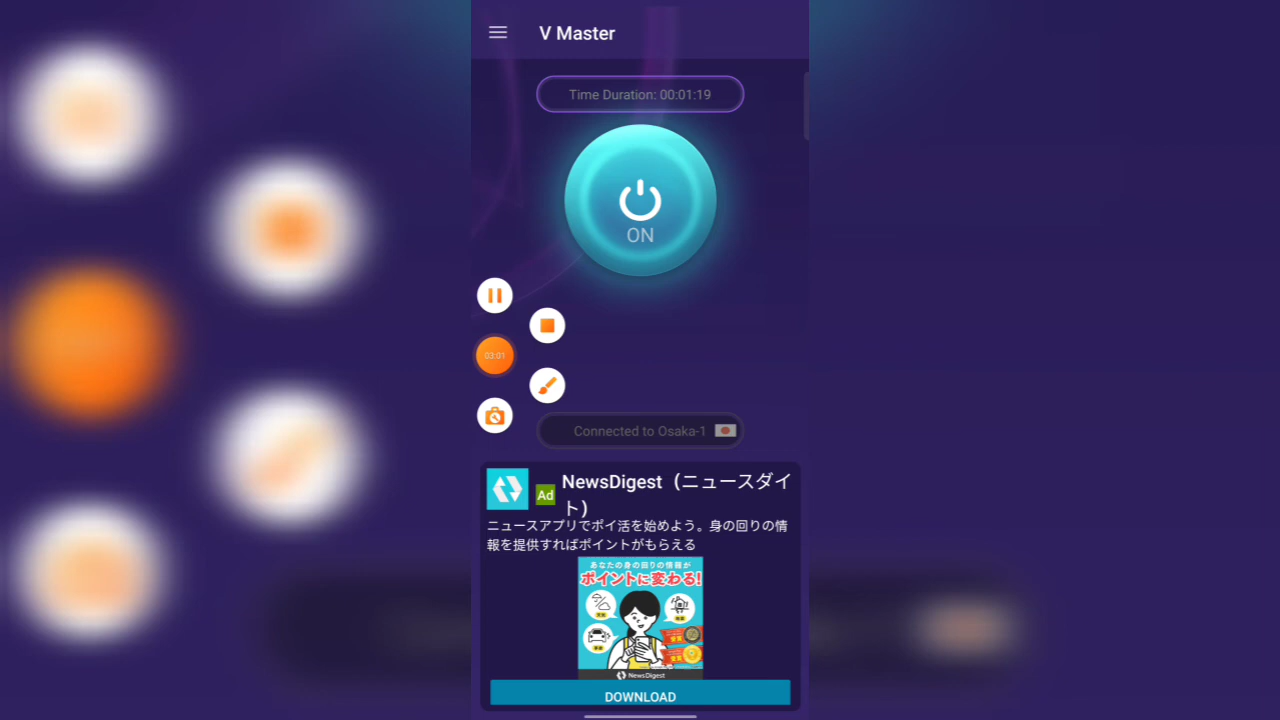 V Master
Time Duration: 00:01:19
ON
03:01
Connected to Osaka-1
NewsDigest（ニュースダイ
ト）
Ad
ニュースアプリでポイ活を始めよう。身の回りの情
報を提供すればポイントがもらえる
あなたの身の回りの情報が
ポイントに変わる!
NewsDigest
DOWNLOAD